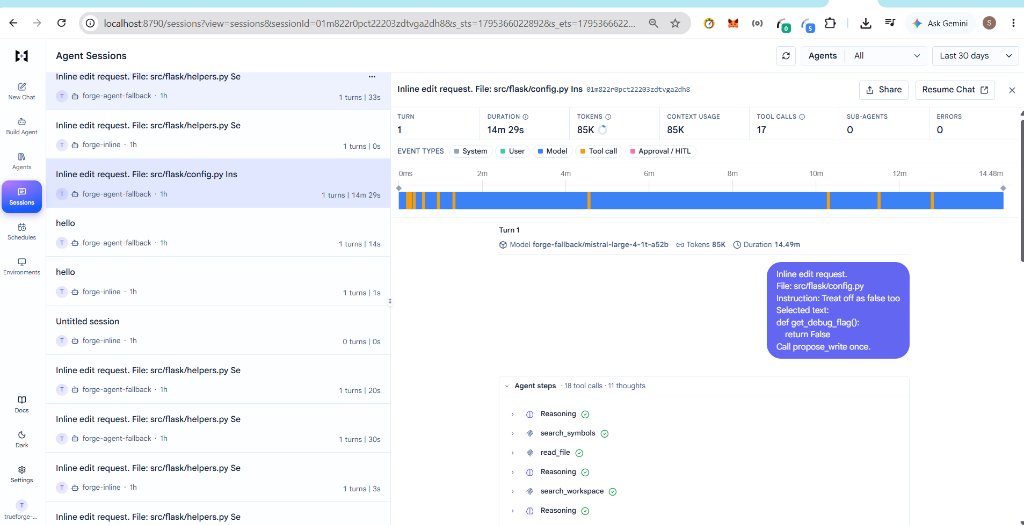 localhost:8790/sessions?view=sessions&sessionId=01m822r0pct22203zdtvga2dh8&s_sts=1795366022892&s_ets=1795366622...
Ask Gemini
S
Agent Sessions
Agents
All
Last 30 days
New Chat
Build Agent
Agents
Sessions
Schedules
Environments
Docs
Dark
Settings
T
trueforge-...
Inline edit request. File: src/flask/helpers.py Se
...
T forge-agent-fallback · 1h
1 turns | 33s
Inline edit request. File: src/flask/helpers.py Se
T forge-inline · 1h
1 turns | 0s
Inline edit request. File: src/flask/config.py Ins
T forge-agent-fallback · 1h
1 turns | 14m 29s
hello
T forge-agent-fallback · 1h
1 turns | 14s
hello
T forge-inline · 1h
1 turns | 1s
Untitled session
T forge-inline · 1h
0 turns | 0s
Inline edit request. File: src/flask/helpers.py Se
T forge-agent-fallback · 1h
1 turns | 20s
Inline edit request. File: src/flask/helpers.py Se
T forge-agent-fallback · 1h
1 turns | 30s
Inline edit request. File: src/flask/helpers.py Se
T forge-inline · 1h
1 turns | 3s
Inline edit request. File: src/flask/helpers.py Se
Inline edit request. File: src/flask/config.py Ins 01m822r0pct22203zdtvga2dh8
Share
Resume Chat
TURN
1
DURATION
14m 29s
TOKENS
85K
CONTEXT USAGE
85K
TOOL CALLS
17
SUB-AGENTS
0
ERRORS
0
EVENT TYPES
System
User
Model
Tool call
Approval / HITL
0ms 2m 4m 6m 8m 10m 12m 14.48m
Turn 1
Model forge-fallback/mistral-large-4-1t-a52b Tokens 85K Duration 14.49m
Inline edit request.
File: src/flask/config.py
Instruction: Treat off as false too
Selected text:
def get_debug_flag():
return False
Call propose_write once.
Agent steps · 18 tool calls · 11 thoughts
Reasoning
search_symbols
read_file
Reasoning
search_workspace
Reasoning